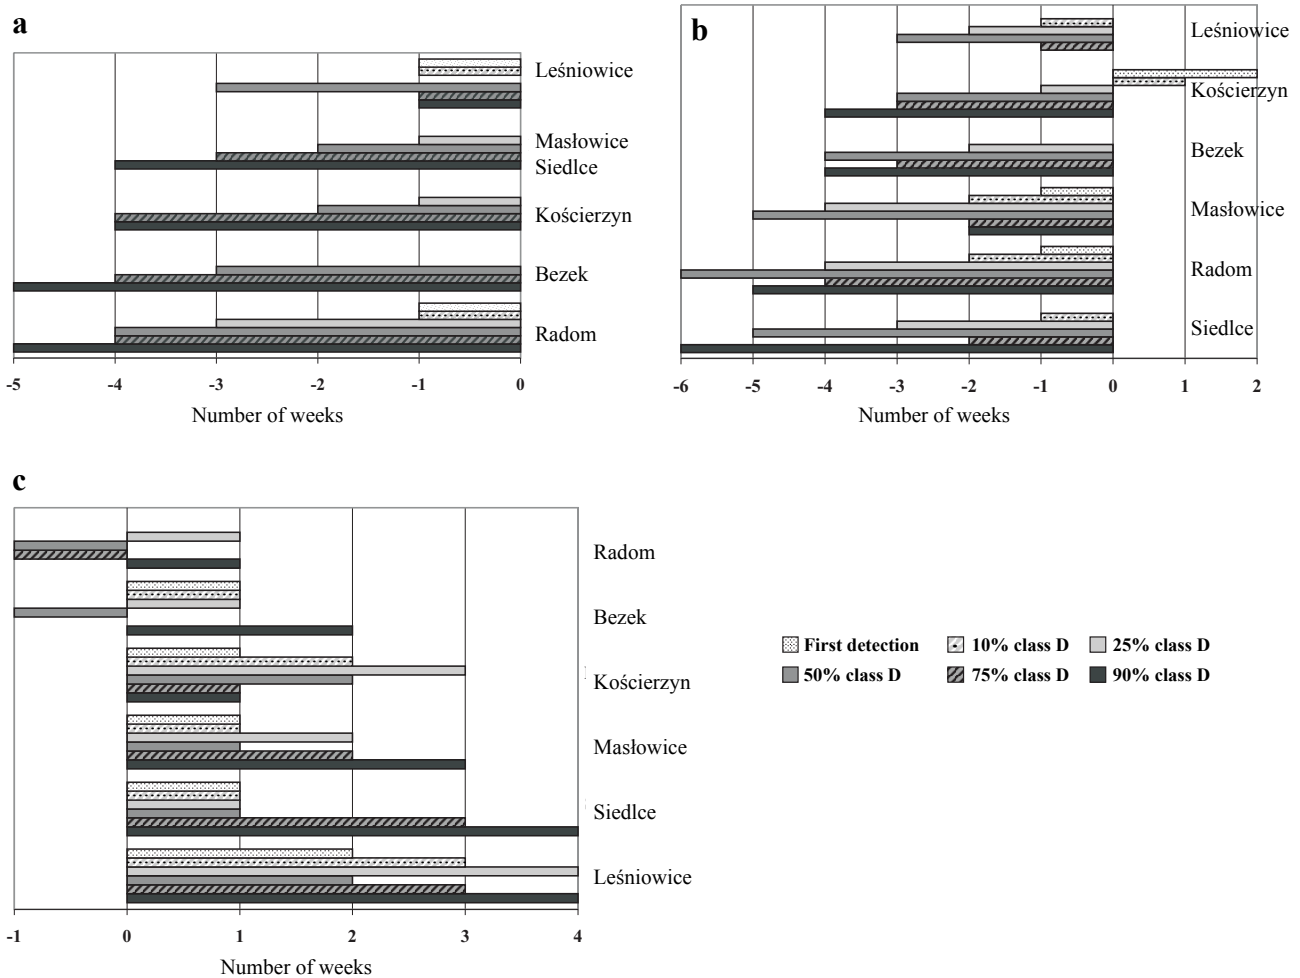 a
Leśniowice
Masłowice
Siedlce
Kościerzyn
Bezek
Radom
-5 -4 -3 -2 -1 0
Number of weeks
b
Leśniowice
Kościerzyn
Bezek
Masłowice
Radom
Siedlce
-6 -5 -4 -3 -2 -1 0 1 2
Number of weeks
c
Radom
Bezek
Kościerzyn
Masłowice
Siedlce
Leśniowice
-1 0 1 2 3 4
Number of weeks
First detection 10% class D 25% class D
50% class D 75% class D 90% class D